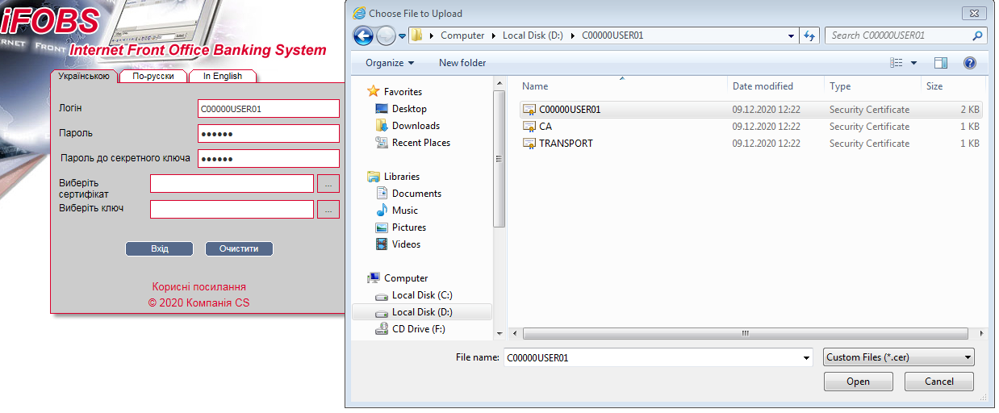 iFOBS
Internet Front Office Banking System
Українською
По-русски
In English
Логін
C00000USER01
Пароль
••••••
Пароль до секретного ключа
••••••
Виберіть
сертифікат
...
Виберіть ключ
...
Вхід
Очистити
Корисні посилання
© 2020 Компанія CS
Choose File to Upload
Computer
Local Disk (D:)
C00000USER01
Search C00000USER01
Organize
New folder
Favorites
Desktop
Downloads
Recent Places
Libraries
Documents
Music
Pictures
Videos
Computer
Local Disk (C:)
Local Disk (D:)
CD Drive (F:)
Name Date modified Type Size
C00000USER01 09.12.2020 12:22 Security Certificate 2 KB
CA 09.12.2020 12:22 Security Certificate 1 KB
TRANSPORT 09.12.2020 12:22 Security Certificate 1 KB
File name: C00000USER01
Custom Files (*.cer)
Open
Cancel